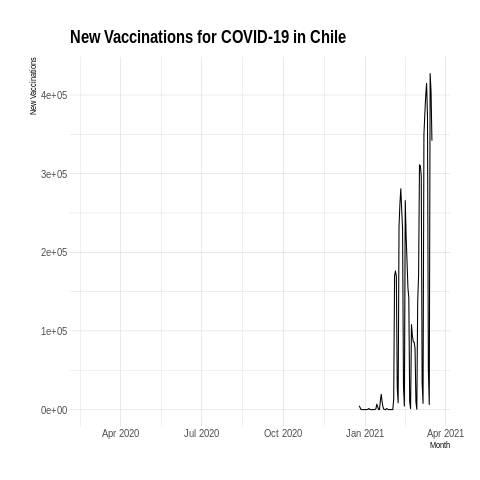 New Vaccinations for COVID-19 in Chile
New Vaccinations
4e+05
3e+05
2e+05
1e+05
0e+00
Apr 2020 Jul 2020 Oct 2020 Jan 2021 Apr 2021
Month